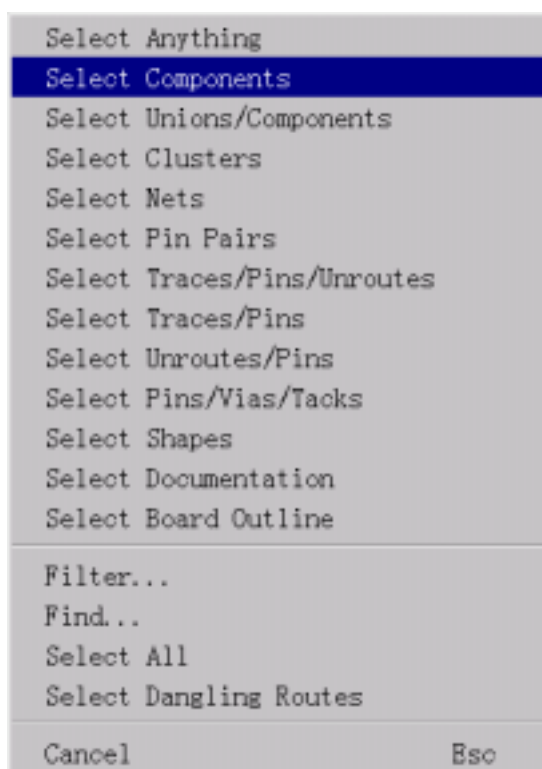 Select Anything
Select Components
Select Unions/Components
Select Clusters
Select Nets
Select Pin Pairs
Select Traces/Pins/Unroutes
Select Traces/Pins
Select Unroutes/Pins
Select Pins/Vias/Tacks
Select Shapes
Select Documentation
Select Board Outline
Filter...
Find...
Select All
Select Dangling Routes
Cancel Esc